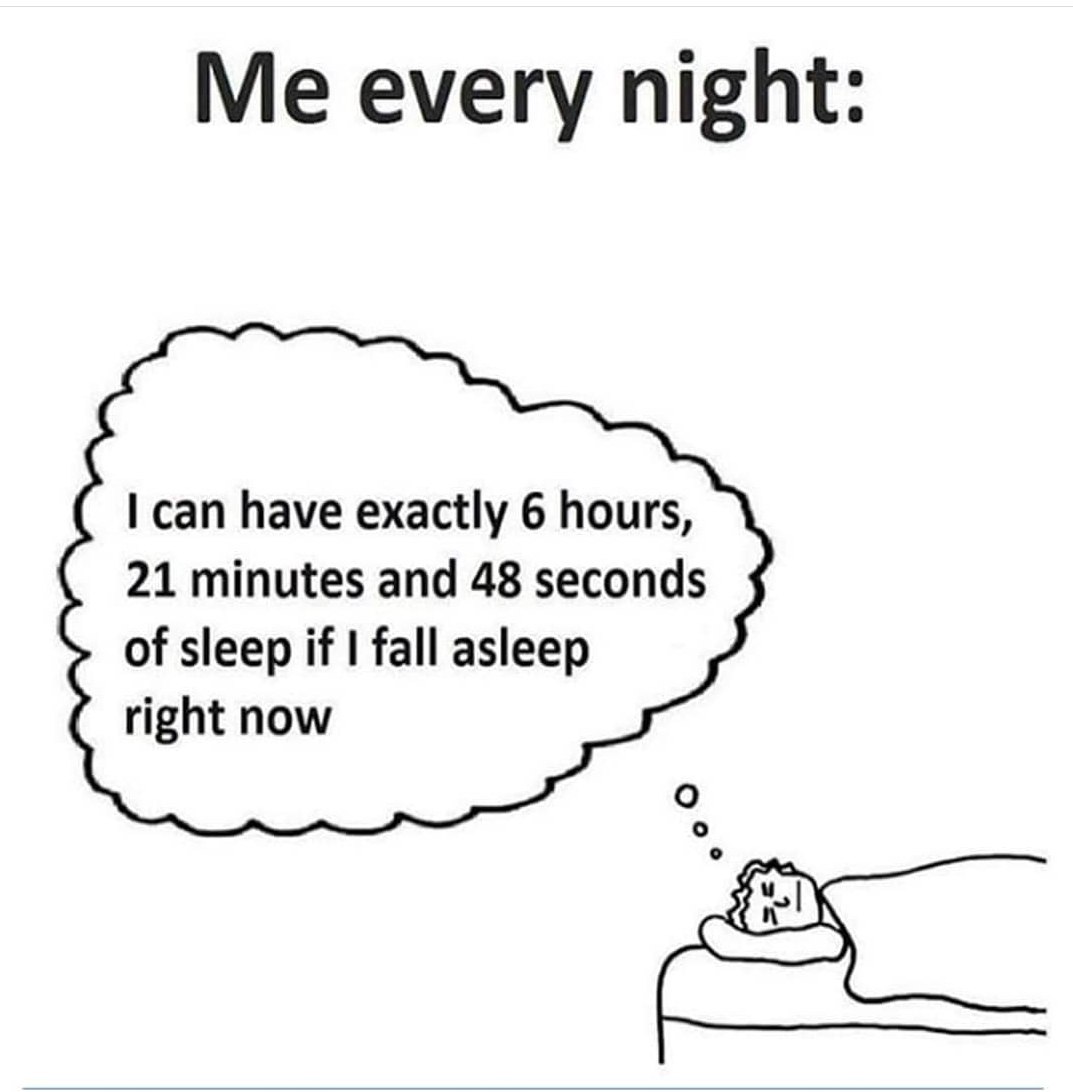 Me every night:
I can have exactly 6 hours,
21 minutes and 48 seconds
of sleep if I fall asleep
right now